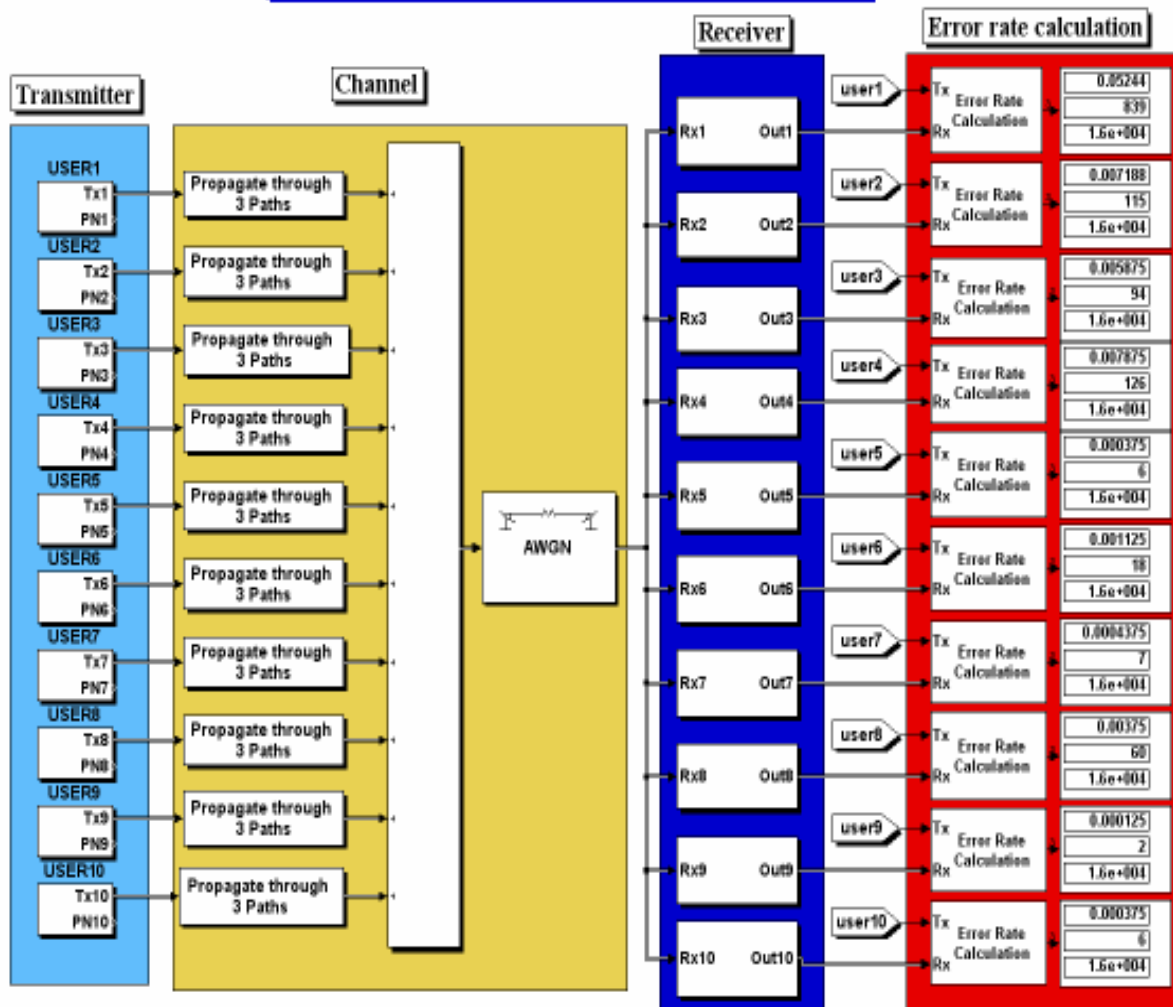 Transmitter
Channel
Receiver
Error rate calculation
USER1
Tx1
PN1
USER2
Tx2
PN2
USER3
Tx3
PN3
USER4
Tx4
PN4
USER5
Tx5
PN5
USER6
Tx6
PN6
USER7
Tx7
PN7
USER8
Tx8
PN8
USER9
Tx9
PN9
USER10
Tx10
PN10
Propagate through
3 Paths
Propagate through
3 Paths
Propagate through
3 Paths
Propagate through
3 Paths
Propagate through
3 Paths
Propagate through
3 Paths
Propagate through
3 Paths
Propagate through
3 Paths
Propagate through
3 Paths
Propagate through
3 Paths
AWGN
Rx1 Out1
Rx2 Out2
Rx3 Out3
Rx4 Out4
Rx5 Out5
Rx6 Out6
Rx7 Out7
Rx8 Out8
Rx9 Out9
Rx10 Out10
user1
Tx
Error Rate
Calculation
Rx
0.05244
839
1.6e+004
user2
Tx
Error Rate
Calculation
Rx
0.007188
115
1.6e+004
user3
Tx
Error Rate
Calculation
Rx
0.005875
94
1.6e+004
user4
Tx
Error Rate
Calculation
Rx
0.007875
126
1.6e+004
user5
Tx
Error Rate
Calculation
Rx
0.000375
6
1.6e+004
user6
Tx
Error Rate
Calculation
Rx
0.001125
18
1.6e+004
user7
Tx
Error Rate
Calculation
Rx
0.0004375
7
1.6e+004
user8
Tx
Error Rate
Calculation
Rx
0.00375
60
1.6e+004
user9
Tx
Error Rate
Calculation
Rx
0.000125
2
1.6e+004
user10
Tx
Error Rate
Calculation
Rx
0.000375
6
1.6e+004